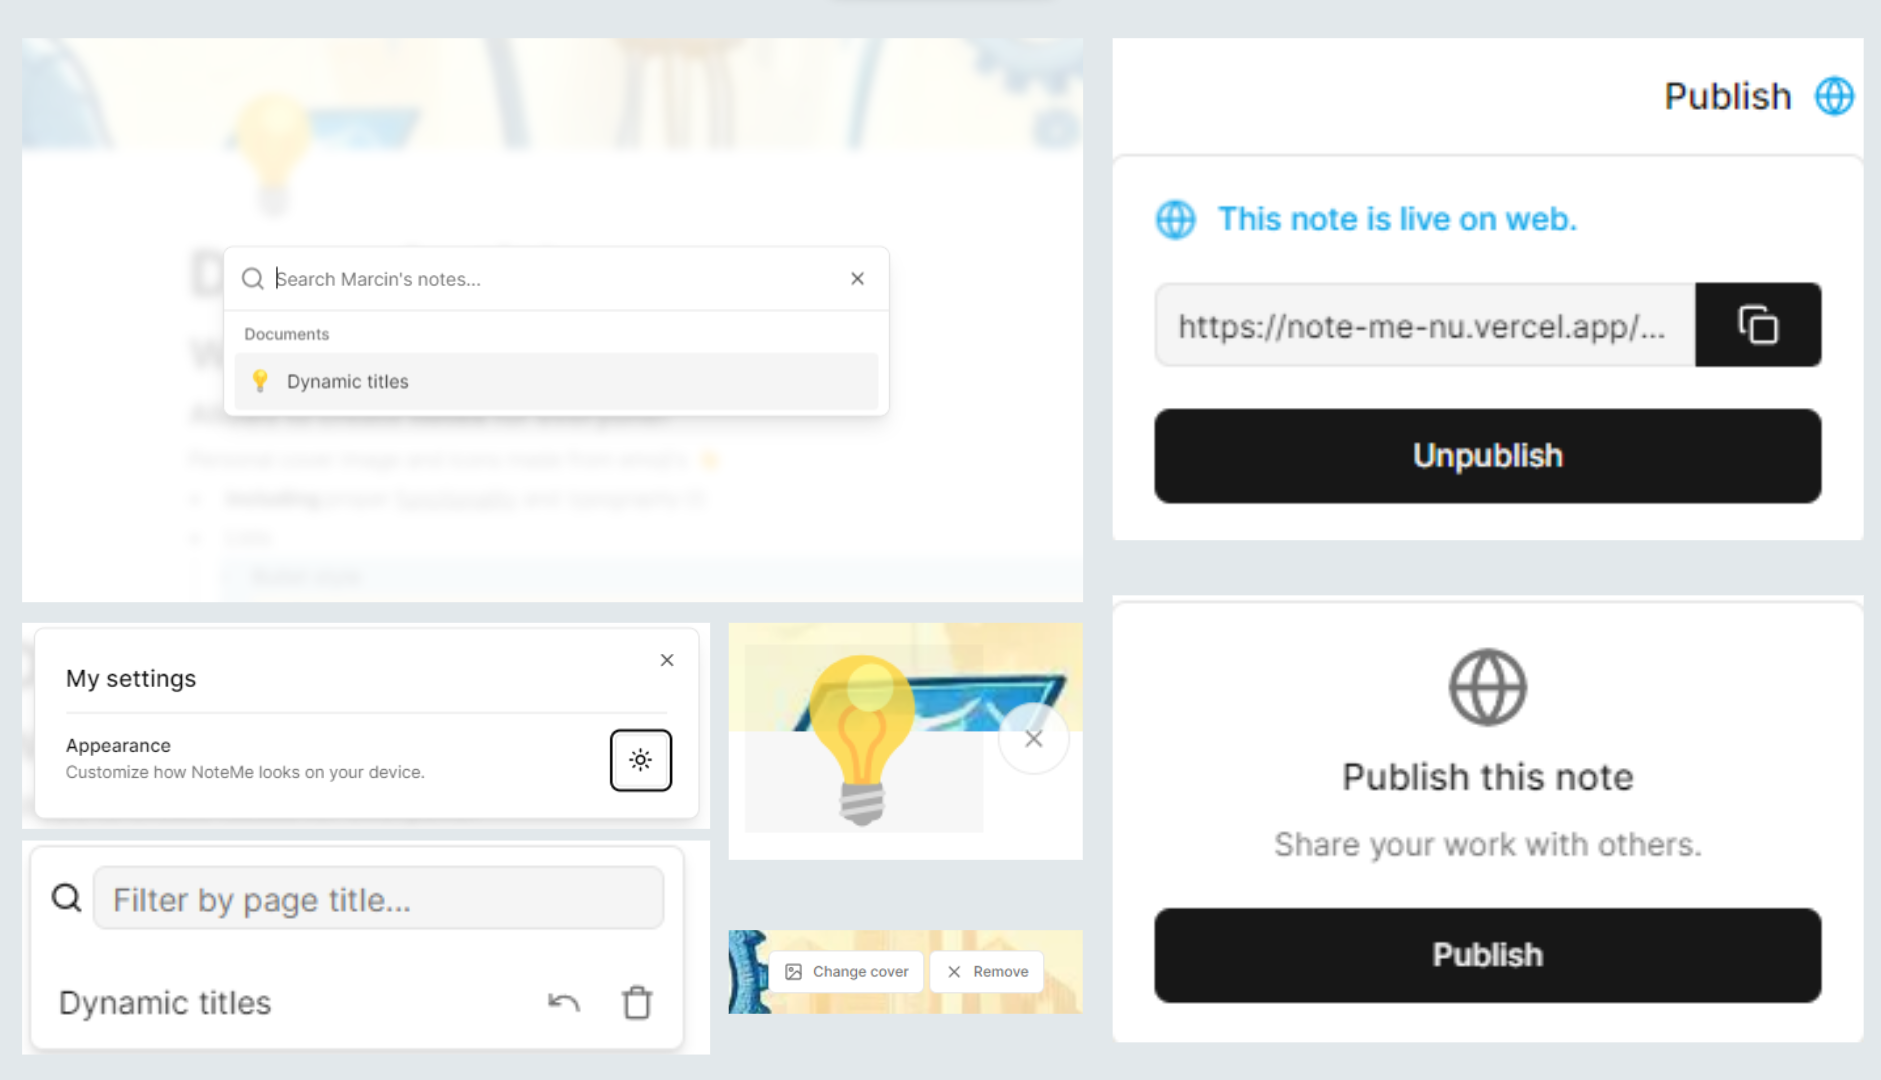 Search Marcin's notes...
Documents
Dynamic titles
My settings
Appearance
Customize how NoteMe looks on your device.
Filter by page title...
Dynamic titles
Change cover
Remove
Publish
This note is live on web.
https://note-me-nu.vercel.app/...
Unpublish
Publish this note
Share your work with others.
Publish